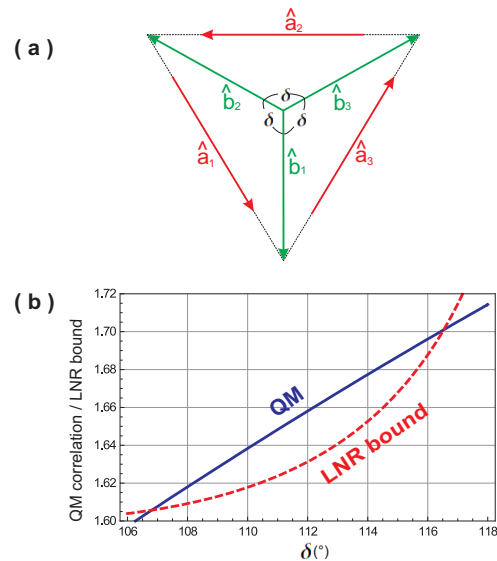 ( a )
â₂
b̂₂
δ
b̂₃
δ
δ
â₁
b̂₁
â₃
( b )
QM correlation / LNR bound
1.72
1.70
1.68
1.66
1.64
1.62
1.60
QM
LNR bound
106
108
110
112
114
116
118
δ(°)